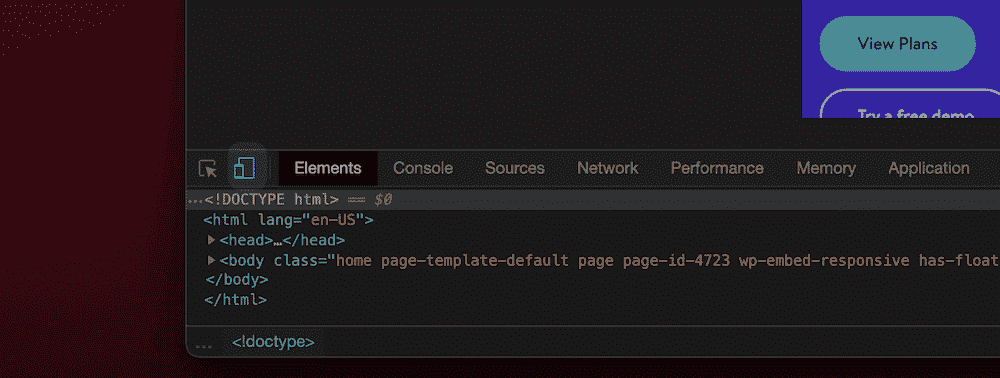 View Plans
Try a free demo
Elements Console Sources Network Performance Memory Application
…<!DOCTYPE html> == $0
<html lang="en-US">
<head>…</head>
<body class="home page-template-default page page-id-4723 wp-embed-responsive has-float
</body>
</html>
… <!doctype>